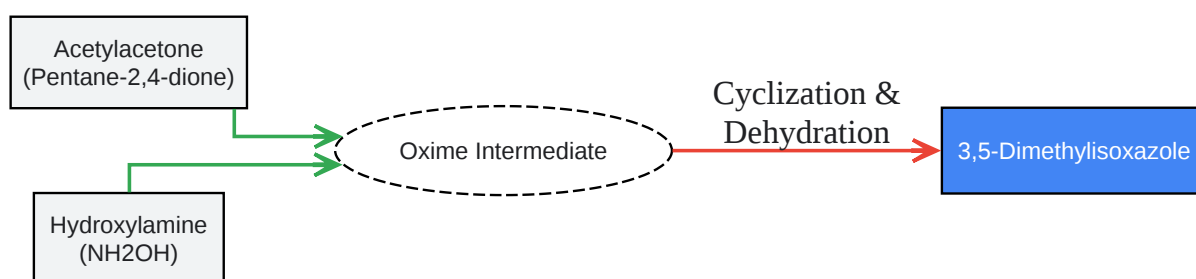 Acetylacetone
(Pentane-2,4-dione)
Hydroxylamine
(NH2OH)
Oxime Intermediate
Cyclization &
Dehydration
3,5-Dimethylisoxazole